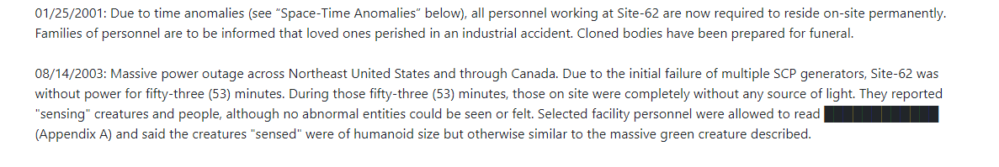 01/25/2001: Due to time anomalies (see “Space-Time Anomalies” below), all personnel working at Site-62 are now required to reside on-site permanently.
Families of personnel are to be informed that loved ones perished in an industrial accident. Cloned bodies have been prepared for funeral.
08/14/2003: Massive power outage across Northeast United States and through Canada. Due to the initial failure of multiple SCP generators, Site-62 was
without power for fifty-three (53) minutes. During those fifty-three (53) minutes, those on site were completely without any source of light. They reported
"sensing" creatures and people, although no abnormal entities could be seen or felt. Selected facility personnel were allowed to read ████████████
(Appendix A) and said the creatures "sensed" were of humanoid size but otherwise similar to the massive green creature described.